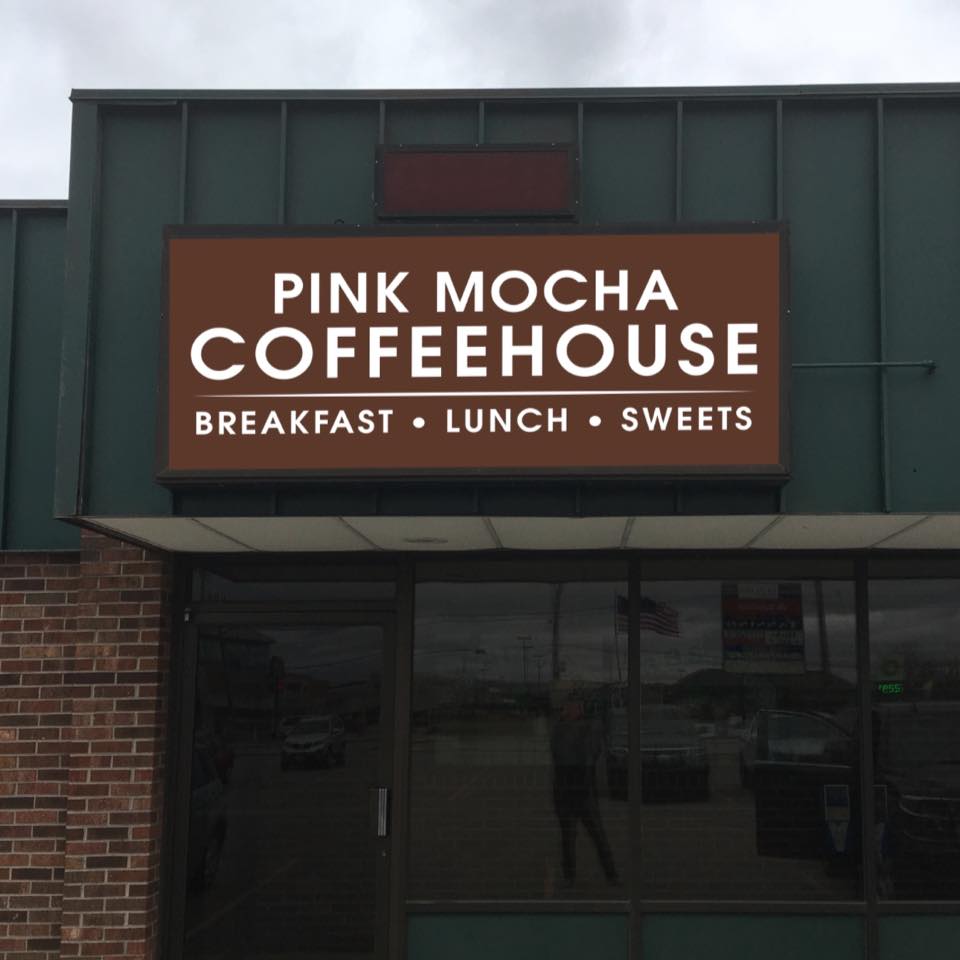 PINK MOCHA
COFFEEHOUSE
BREAKFAST • LUNCH • SWEETS